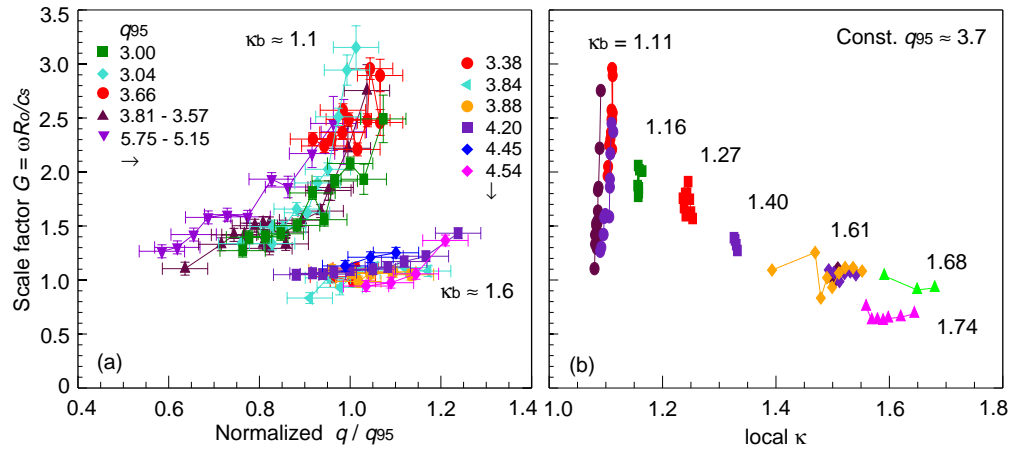 3.5
3.0
2.5
2.0
1.5
1.0
0.5
0
Scale factor G = ωR₀/cₛ
q95
3.00
3.04
3.66
3.81 - 3.57
5.75 - 5.15
→
κb ≈ 1.1
3.38
3.84
3.88
4.20
4.45
4.54
↓
κb ≈ 1.6
(a)
0.4 0.6 0.8 1.0 1.2 1.4
Normalized q / q95
κb = 1.11
Const. q95 ≈ 3.7
1.16
1.27
1.40
1.61
1.68
1.74
(b)
1.0 1.2 1.4 1.6 1.8
local κ